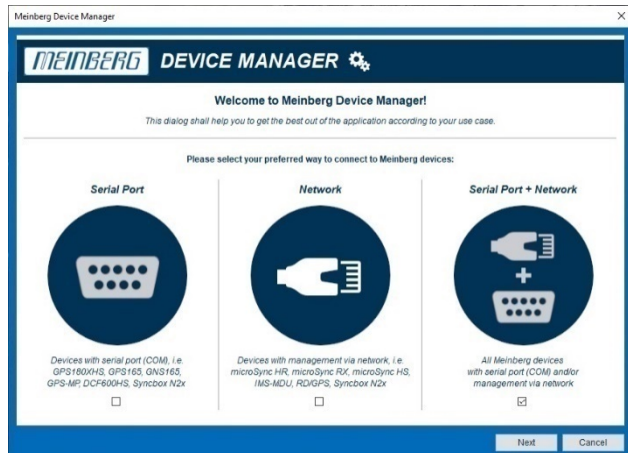 Meinberg Device Manager
MEINBERG DEVICE MANAGER
Welcome to Meinberg Device Manager!
This dialog shall help you to get the best out of the application according to your use case.
Please select your preferred way to connect to Meinberg devices:
Serial Port
Devices with serial port (COM), i.e.
GPS180XHS, GPS165, GNS165,
GPS-MP, DCF600HS, Syncbox N2x
Network
Devices with management via network, i.e.
microSync HR, microSync RX, microSync HS,
IMS-MDU, RD/GPS, Syncbox N2x
Serial Port + Network
All Meinberg devices
with serial port (COM) and/or
management via network
Next Cancel